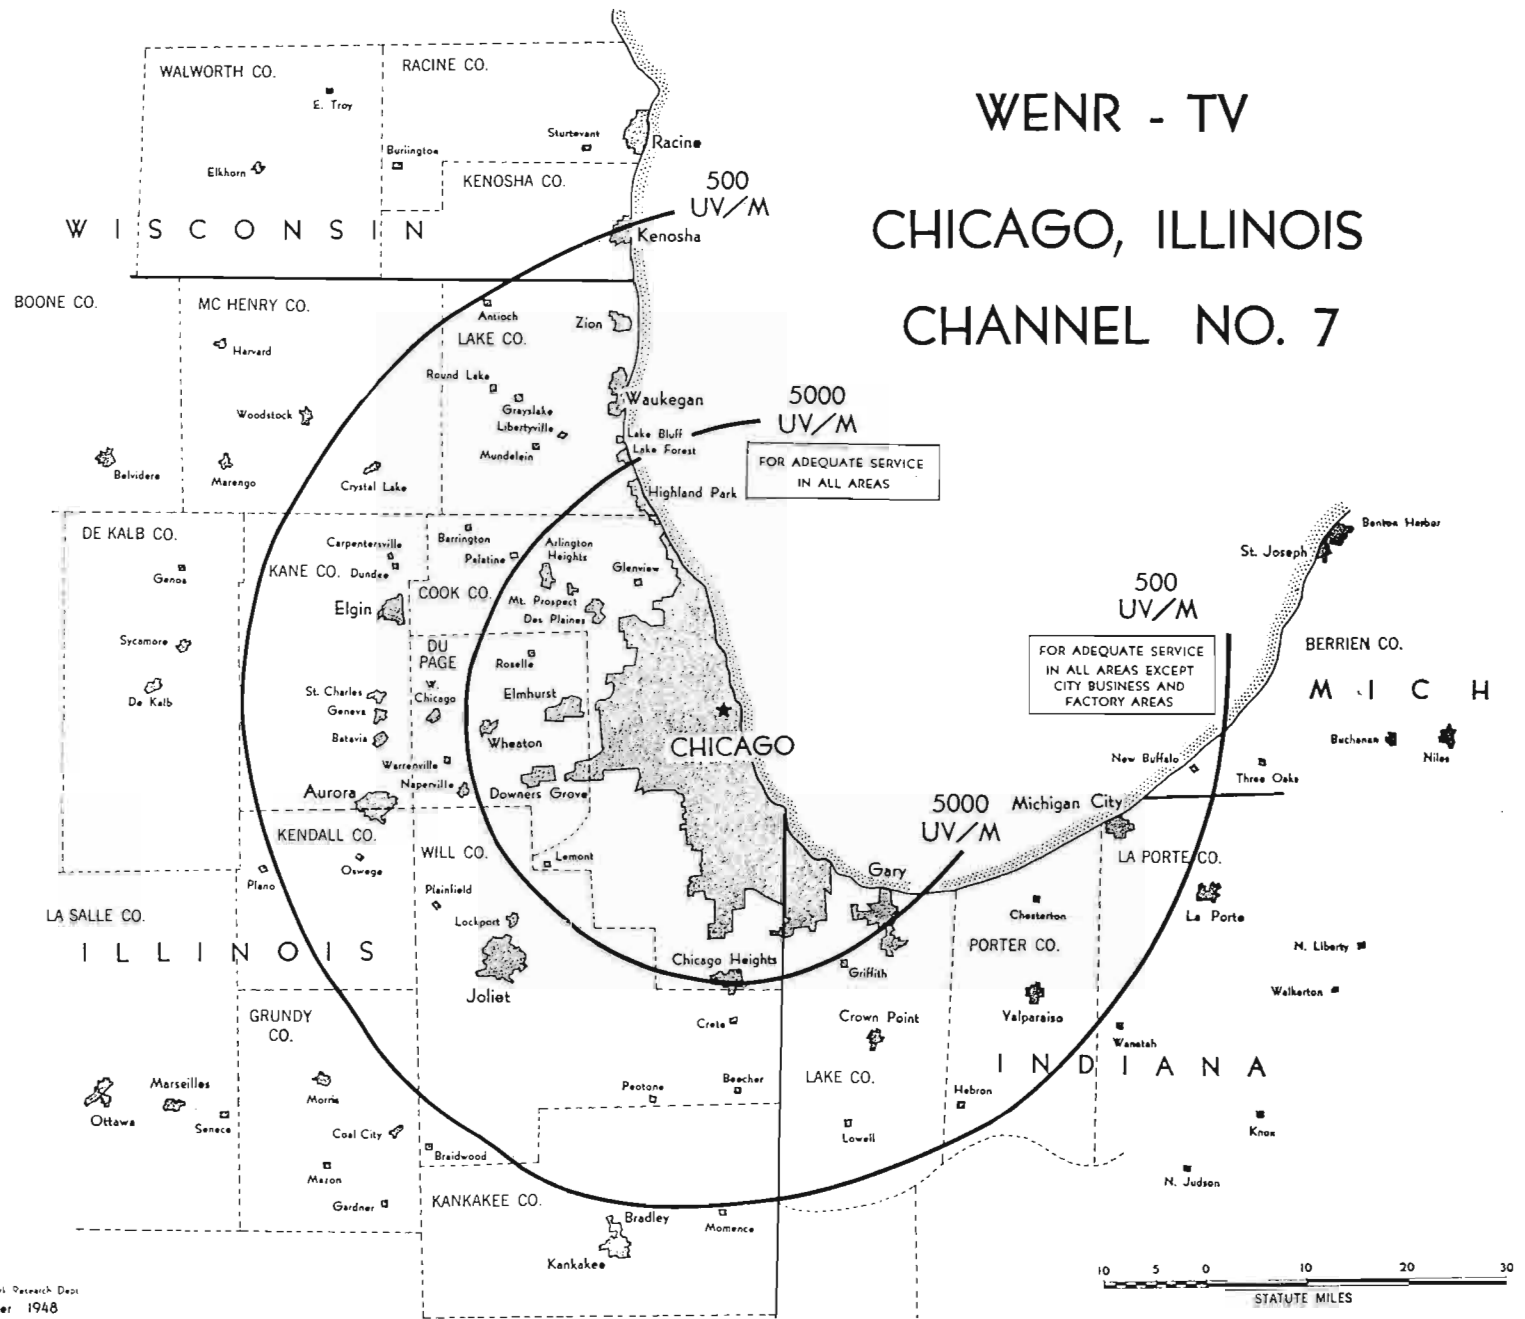 WENR - TV
CHICAGO, ILLINOIS
CHANNEL NO. 7
WALWORTH CO.
RACINE CO.
E. Troy
Sturtevant
Racine
Burlington
Elkhorn
KENOSHA CO.
500
UV/M
WISCONSIN
Kenosha
BOONE CO.
MC HENRY CO.
Antioch
Zion
LAKE CO.
Harvard
Round Lake
Grayslake
Waukegan
Woodstock
Libertyville
Lake Bluff
5000
UV/M
Mundelein
Lake Forest
FOR ADEQUATE SERVICE
IN ALL AREAS
Belvidere
Marengo
Crystal Lake
Highland Park
DE KALB CO.
Carpentersville
Barrington
Arlington
Heights
Palatine
Genoa
KANE CO.
Dundee
Glenview
COOK CO.
Elgin
Mt. Prospect
Des Plaines
Sycamore
DU
PAGE
Roselle
De Kalb
St. Charles
W.
Chicago
Elmhurst
Geneva
Batavia
Wheaton
CHICAGO
Warrenville
Naperville
Downers Grove
Aurora
Benton Harbor
St. Joseph
500
UV/M
FOR ADEQUATE SERVICE
IN ALL AREAS EXCEPT
CITY BUSINESS AND
FACTORY AREAS
BERRIEN CO.
MICH
Buchanan
Niles
New Buffalo
Three Oaks
5000
UV/M
Michigan City
KENDALL CO.
WILL CO.
Lemont
LA PORTE CO.
Plano
Oswego
Gary
Plainfield
Chesterton
La Porte
LA SALLE CO.
Lockport
ILLINOIS
PORTER CO.
N. Liberty
Chicago Heights
Griffith
Joliet
Walkerton
GRUNDY
CO.
Crete
Crown Point
Valparaiso
Wanatah
INDIANA
Marseilles
Morris
Peotone
Beecher
LAKE CO.
Hebron
Ottawa
Seneca
Coal City
Lowell
Knox
Braidwood
Mazon
N. Judson
Gardner
KANKAKEE CO.
Bradley
Momence
Kankakee
10 5 0 10 20 30
STATUTE MILES
Research Dept
1948